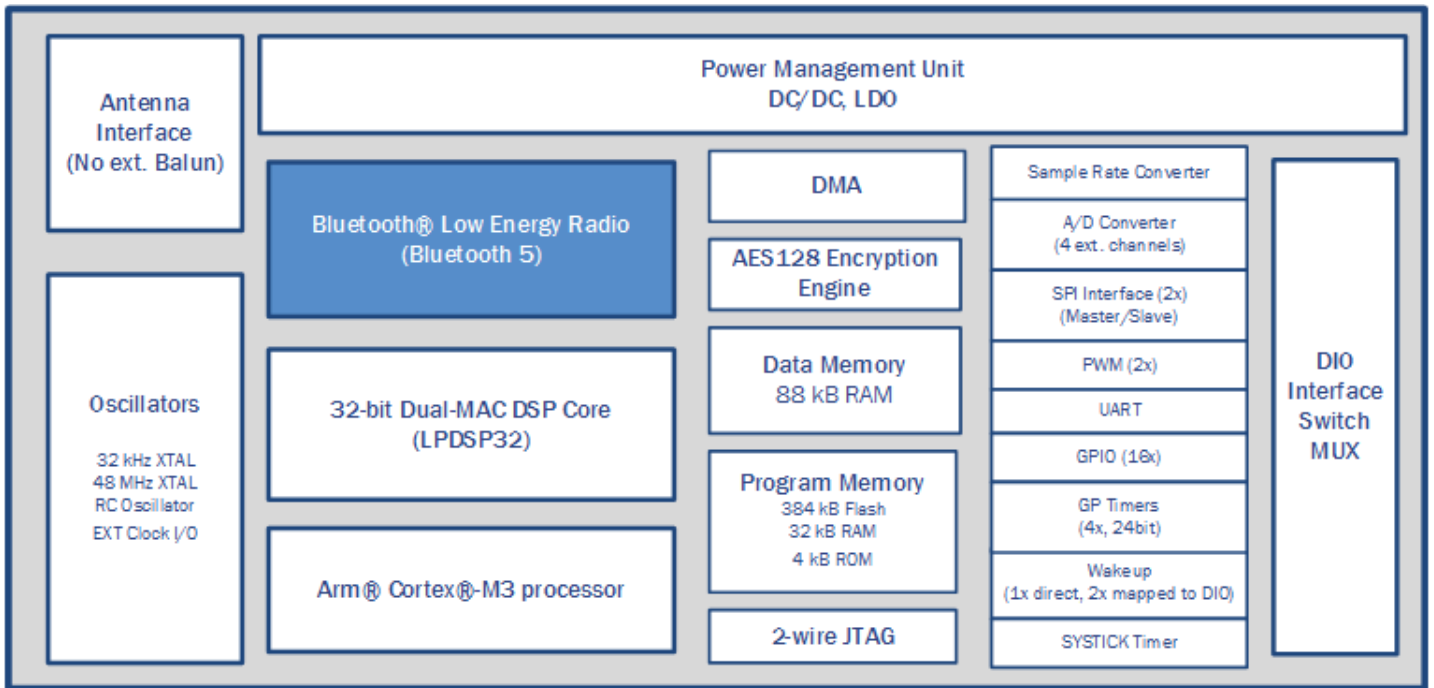 Antenna
Interface
(No ext. Balun)
Power Management Unit
DC/DC, LDO
Bluetooth® Low Energy Radio
(Bluetooth 5)
Oscillators
32 kHz XTAL
48 MHz XTAL
RC Oscillator
EXT Clock I/O
32-bit Dual-MAC DSP Core
(LPDSP32)
Arm® Cortex®-M3 processor
DMA
AES128 Encryption
Engine
Data Memory
88 kB RAM
Program Memory
384 kB Flash
32 kB RAM
4 kB ROM
2-wire JTAG
Sample Rate Converter
A/D Converter
(4 ext. channels)
SPI Interface (2x)
(Master/Slave)
PWM (2x)
UART
GPIO (16x)
GP Timers
(4x, 24bit)
Wakeup
(1x direct, 2x mapped to DIO)
SYSTICK Timer
DIO
Interface
Switch
MUX